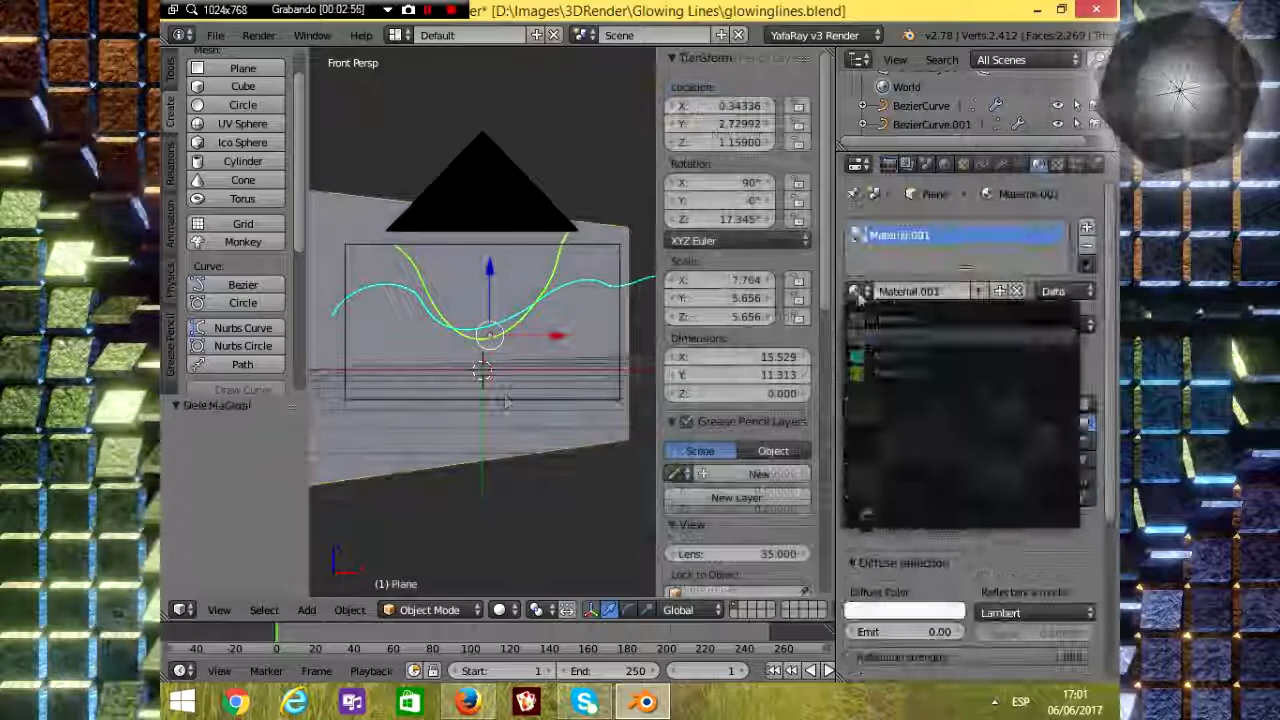 1024x768
Grabando [00:02:56]
er* [D:\Images\3DRender\Glowing Lines\glowinglines.blend]
File
Render
Window
Help
Default
Scene
YafaRay v3 Render
v2.78 | Verts:2,412 | Faces:2,269 |
Mesh:
Plane
Cube
Circle
UV Sphere
Ico Sphere
Cylinder
Cone
Torus
Grid
Monkey
Curve:
Bezier
Circle
Nurbs Curve
Nurbs Circle
Path
Draw Curve
Tools
Create
Relations
Animation
Physics
Grease Pencil
Front Persp
(1) Plane
Transform
Location:
X: 0.34336
Y: 2.72992
Z: 1.15900
Rotation:
X: 90°
Y: -0°
Z: 17.345°
XYZ Euler
Scale:
X: 7.764
Y: 5.656
Z: 5.656
Dimensions:
X: 15.529
Y: 11.313
Z: 0.000
Grease Pencil Layers
Scene
Object
New
New Layer
View
Lens: 35.000
Lock to Object:
View
Search
All Scenes
World
BezierCurve
BezierCurve.001
Plane
Material.001
Material.001
Material.001
Data
Diffuse reflection
Diffuse Color:
Lambert
Emit 0.00
View
Select
Add
Object
Object Mode
Global
-40 -20 0 20 40 60 80 100 120 140 160 180 200 220 240 260
View
Marker
Frame
Playback
Start: 1
End: 250
1
ESP
17:01
06/06/2017